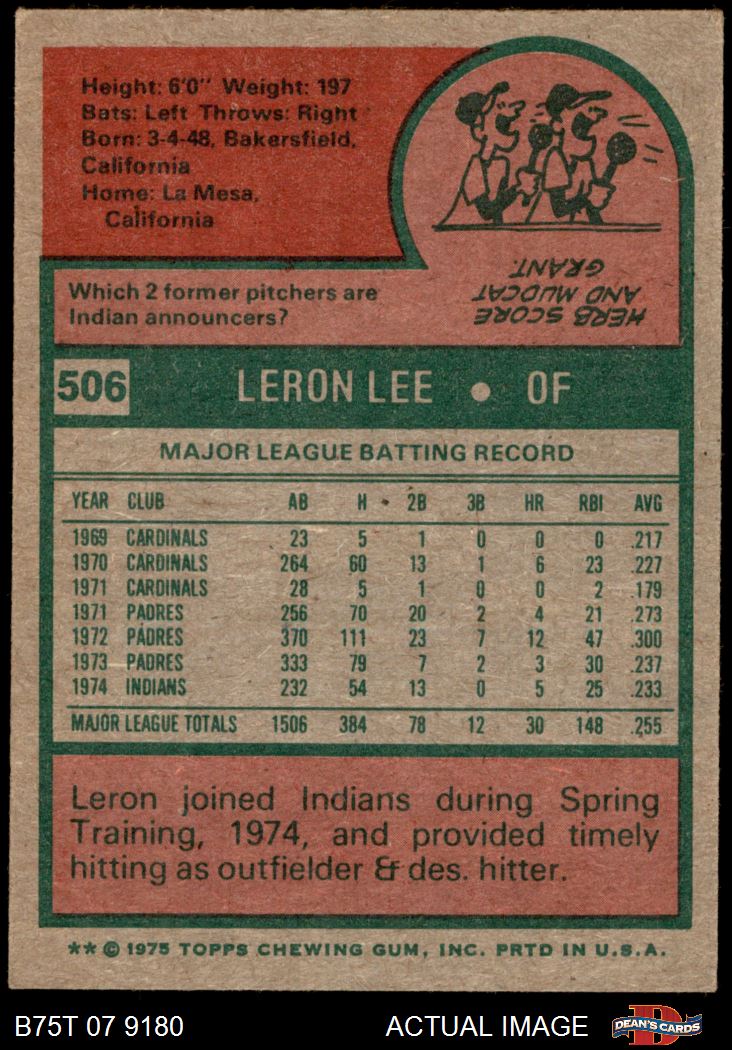 Height: 6'0" Weight: 197
Bats: Left Throws: Right
Born: 3-4-48, Bakersfield,
California
Home: La Mesa,
California
Which 2 former pitchers are
Indian announcers?
HERB SCORE
AND MUDCAT
GRANT.
506 LERON LEE • OF
MAJOR LEAGUE BATTING RECORD
YEAR CLUB AB H 2B 3B HR RBI AVG
1969 CARDINALS 23 5 1 0 0 0 .217
1970 CARDINALS 264 60 13 1 6 23 .227
1971 CARDINALS 28 5 1 0 0 2 .179
1971 PADRES 256 70 20 2 4 21 .273
1972 PADRES 370 111 23 7 12 47 .300
1973 PADRES 333 79 7 2 3 30 .237
1974 INDIANS 232 54 13 0 5 25 .233
MAJOR LEAGUE TOTALS 1506 384 78 12 30 148 .255
Leron joined Indians during Spring
Training, 1974, and provided timely
hitting as outfielder & des. hitter.
** © 1975 TOPPS CHEWING GUM, INC. PRTD IN U.S.A.
B75T 07 9180 ACTUAL IMAGE
D
DEAN'S CARDS